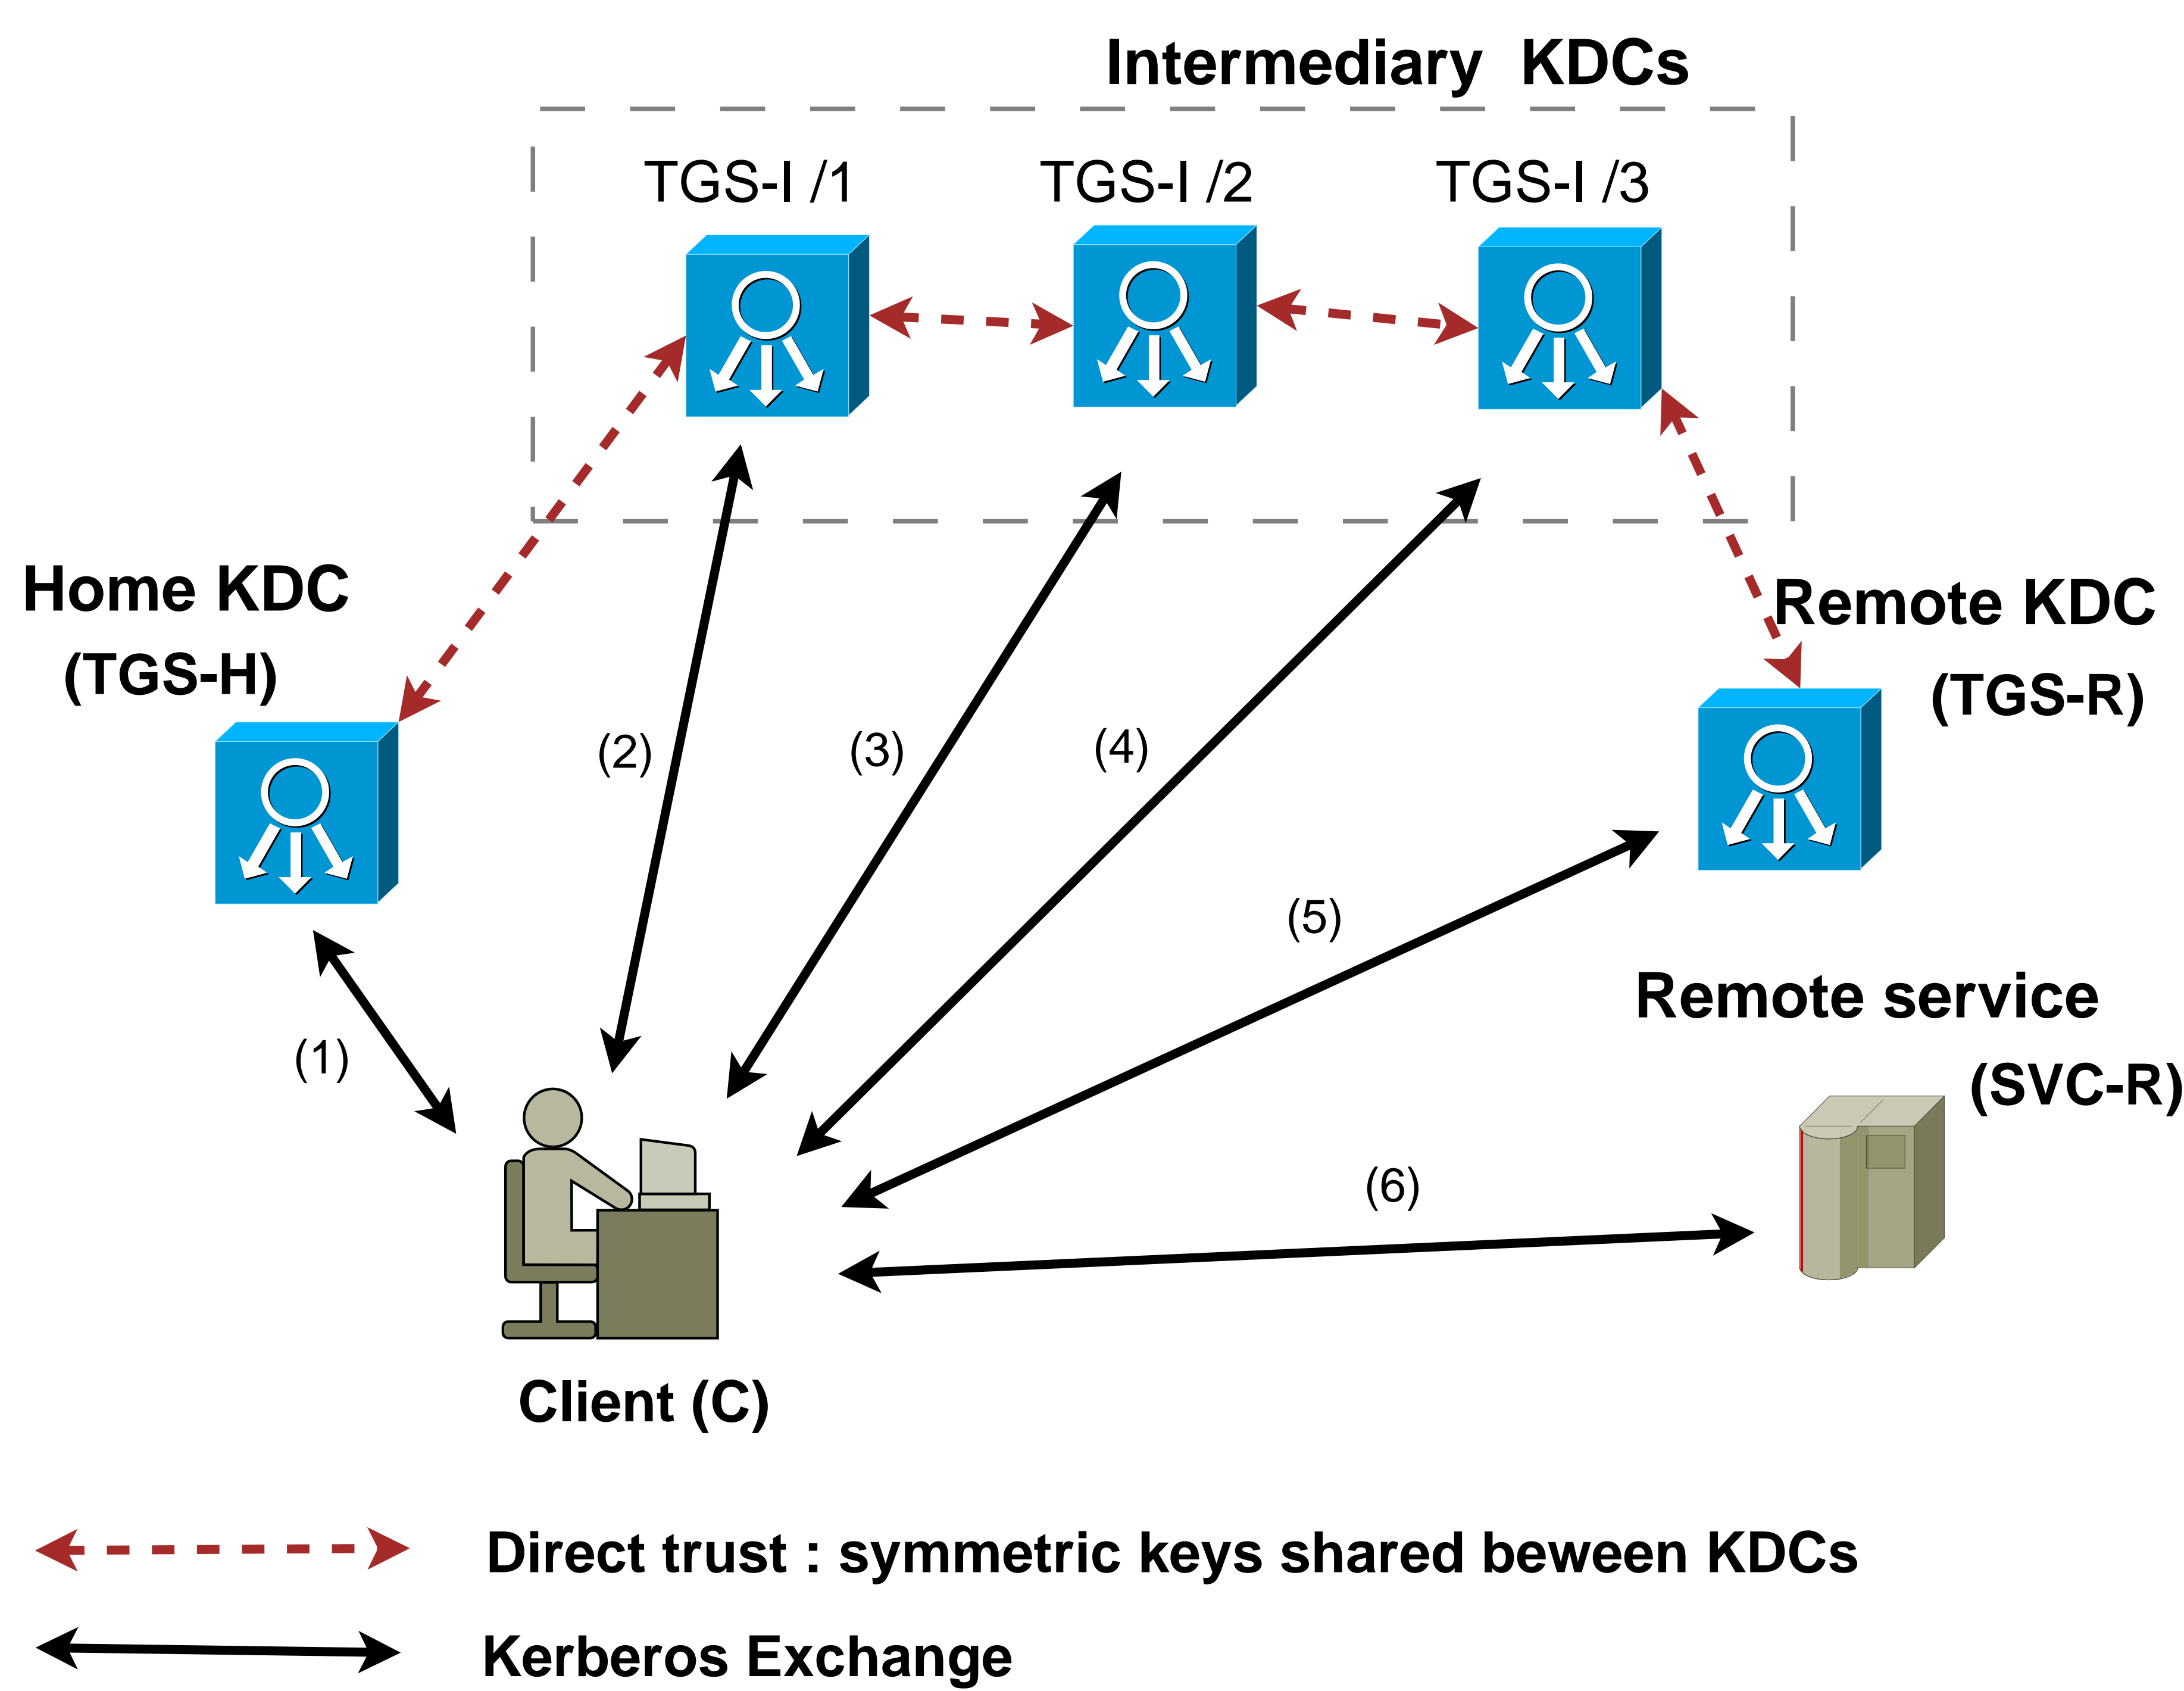 Intermediary KDCs
TGS-I /1
TGS-I /2
TGS-I /3
Home KDC
(TGS-H)
Remote KDC
(TGS-R)
(2)
(3)
(4)
(5)
(1)
Remote service
(SVC-R)
(6)
Client (C)
Direct trust : symmetric keys shared beween KDCs
Kerberos Exchange